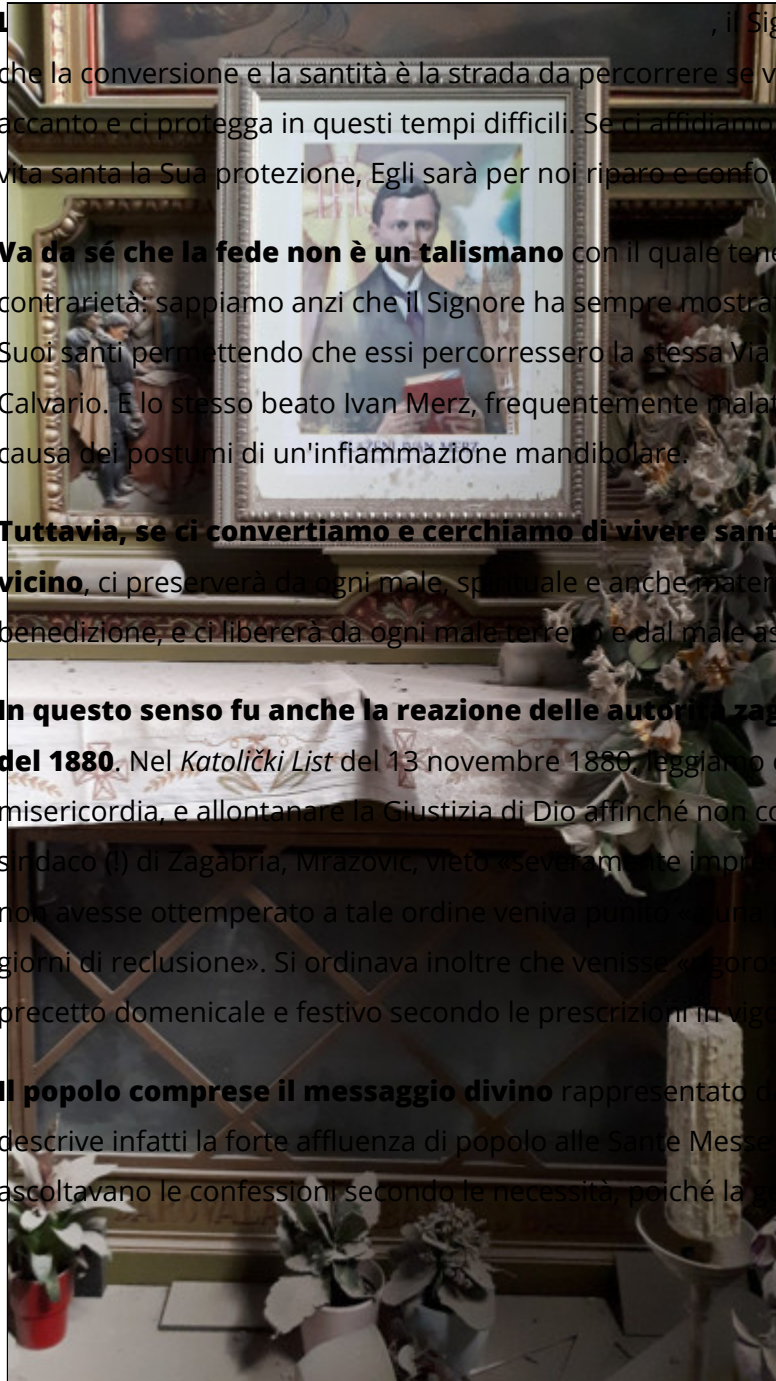 L , il Sig
che la conversione e la santità è la strada da percorrere se v
accanto e ci protegga in questi tempi difficili. Se ci affidiamo
vita santa la Sua protezione, Egli sarà per noi riparo e confor
Va da sé che la fede non è un talismano con il quale tene
contrarietà: sappiamo anzi che il Signore ha sempre mostra
Suoi santi permettendo che essi percorressero la stessa Via
Calvario. E lo stesso beato Ivan Merz, frequentemente malat
BLAŽENI IVAN MERZ
causa dei postumi di un'infiammazione mandibolare.
Tuttavia, se ci convertiamo e cerchiamo di vivere sant
vicino, ci preserverà da ogni male, spirituale e anche mater
benedizione, e ci libererà da ogni male terreno e dal male as
In questo senso fu anche la reazione delle autorità zag
del 1880. Nel Katolički List del 13 novembre 1880, leggiamo
misericordia, e allontanare la Giustizia di Dio affinché non co
sindaco (!) di Zagabria, Mrazović, vietò «severamente impre
non avesse ottemperato a tale ordine veniva punito
giorni di reclusione». Si ordinava inoltre che venisse «rigoro
precetto domenicale e festivo secondo le prescrizioni in vigo
Il popolo comprese il messaggio divino rappresentato d
descrive infatti la forte affluenza di popolo alle Sante Messe
ascoltavano le confessioni secondo le necessità, poiché la g